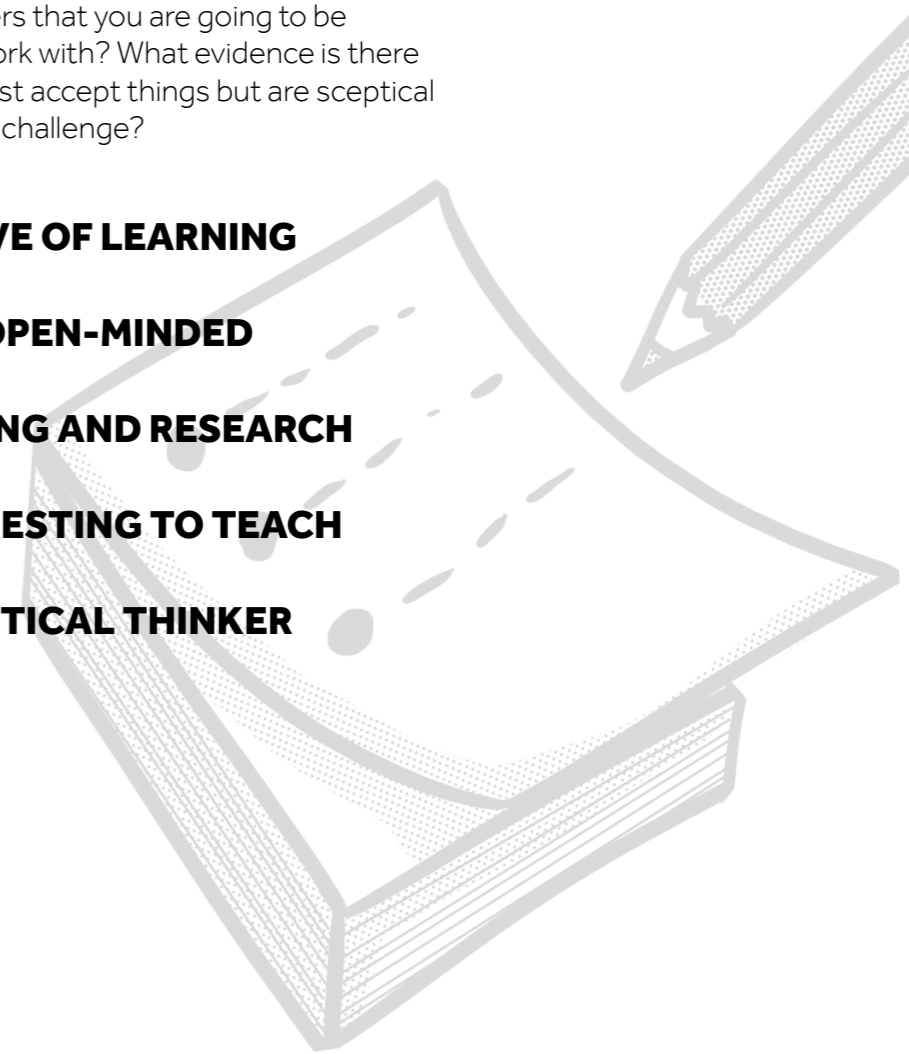 ers that you are going to be
ork with? What evidence is there
st accept things but are sceptical
challenge?
VE OF LEARNING
OPEN-MINDED
NG AND RESEARCH
ESTING TO TEACH
TICAL THINKER